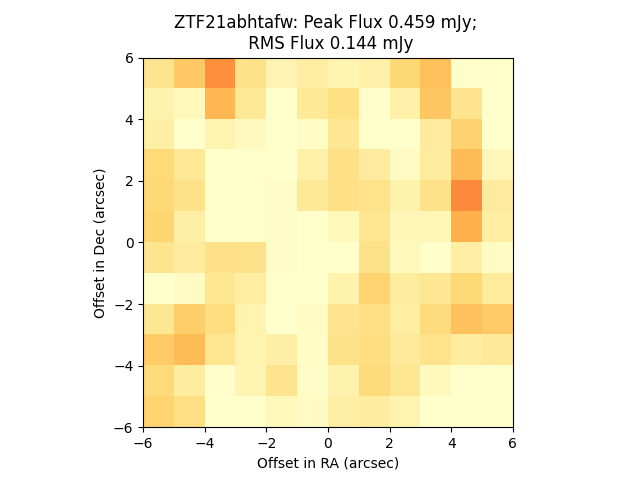 ZTF21abhtafw: Peak Flux 0.459 mJy;
RMS Flux 0.144 mJy
6
4
2
0
−2
−4
−6
Offset in Dec (arcsec)
−6 −4 −2 0 2 4 6
Offset in RA (arcsec)